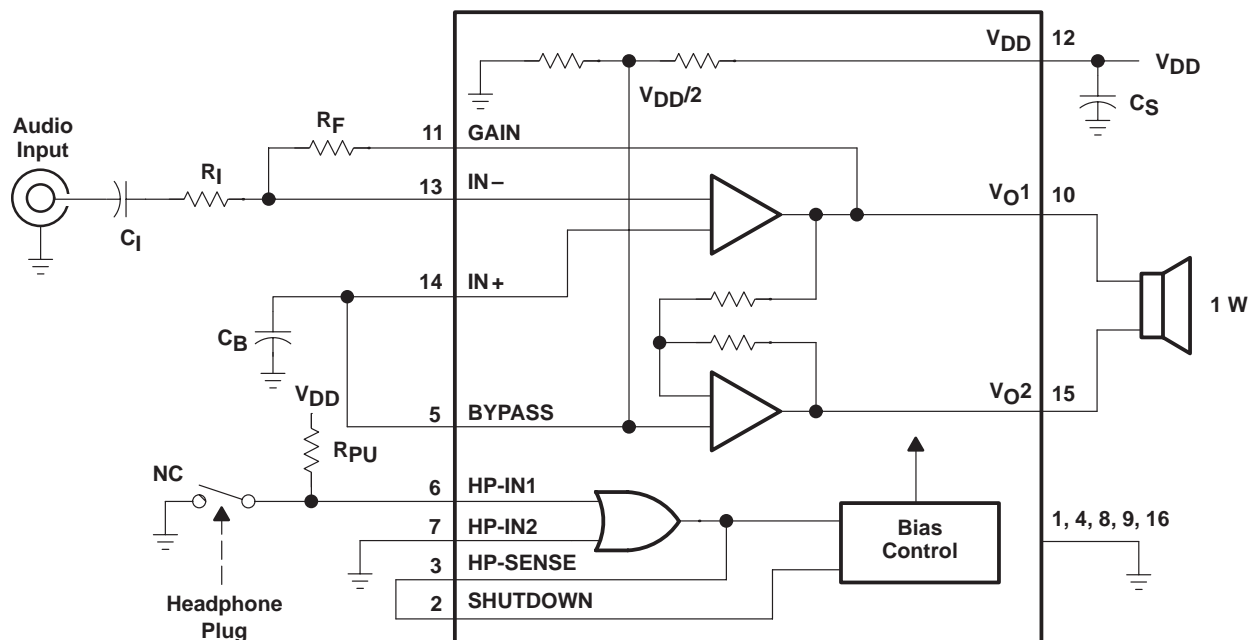 VDD 12
VDD
VDD/2
CS
Audio
Input
RF
11 GAIN
RI
13 IN–
VO1 10
CI
14 IN+
1 W
CB
VDD
VO2 15
5 BYPASS
RPU
NC
6 HP-IN1
7 HP-IN2
Bias
Control
1, 4, 8, 9, 16
3 HP-SENSE
2 SHUTDOWN
Headphone
Plug